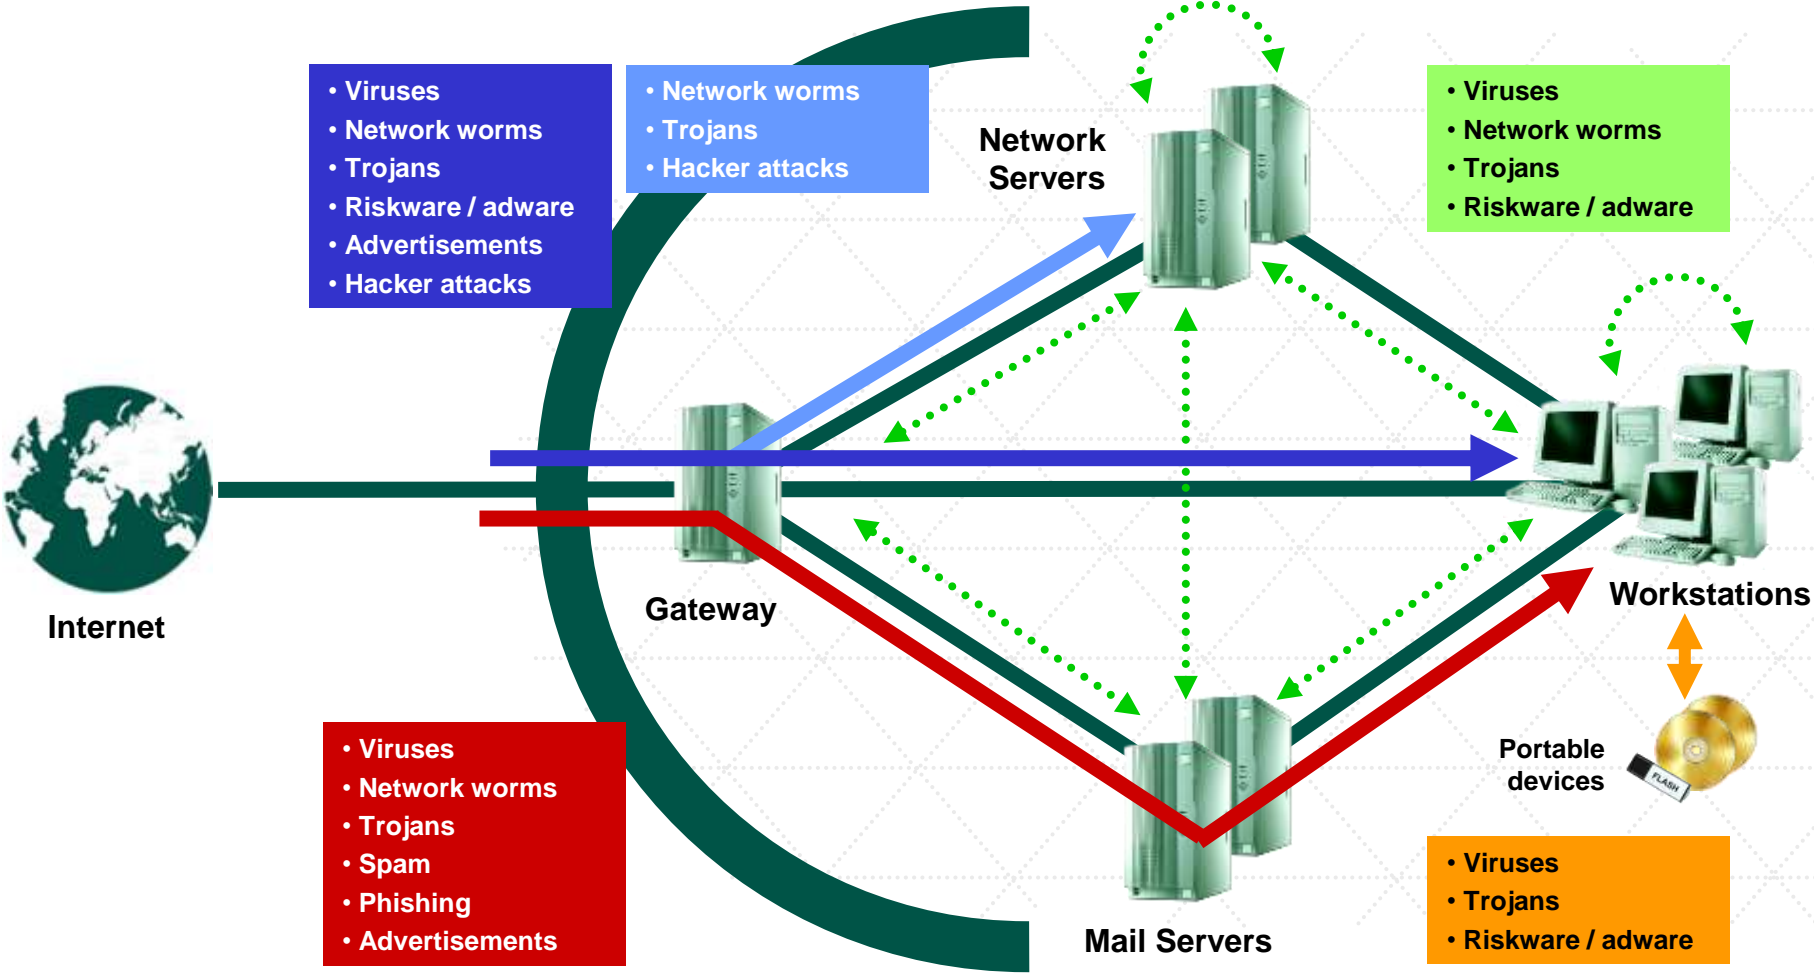 • Viruses
• Network worms
• Trojans
• Riskware / adware
• Advertisements
• Hacker attacks
• Network worms
• Trojans
• Hacker attacks
Network
Servers
• Viruses
• Network worms
• Trojans
• Riskware / adware
Internet
Gateway
Workstations
• Viruses
• Network worms
• Trojans
• Spam
• Phishing
• Advertisements
Mail Servers
Portable
devices
FLASH
• Viruses
• Trojans
• Riskware / adware